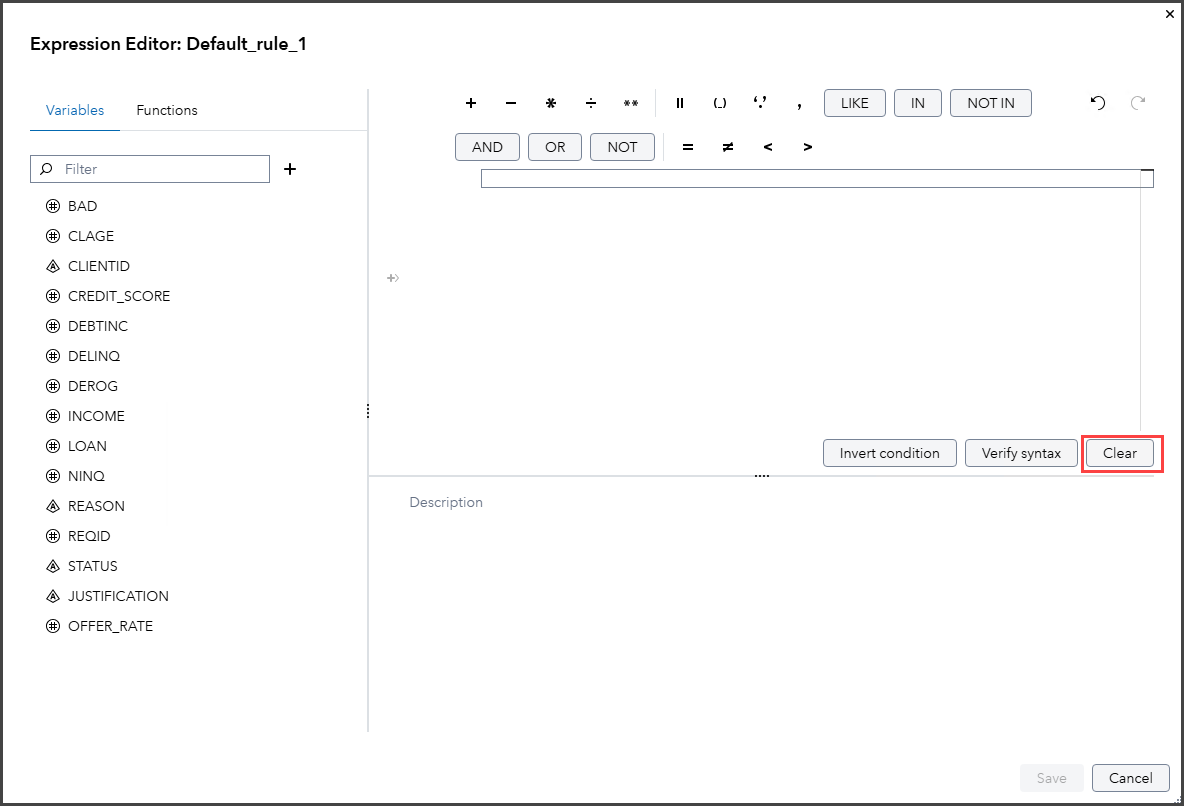 Expression Editor: Default_rule_1
Variables Functions
Filter
BAD
CLAGE
CLIENTID
CREDIT_SCORE
DEBTINC
DELINQ
DEROG
INCOME
LOAN
NINQ
REASON
REQID
STATUS
JUSTIFICATION
OFFER_RATE
+ − * ÷ ** || (..) '.' , LIKE IN NOT IN
AND OR NOT = ≠ < >
Invert condition Verify syntax Clear
Description
Save Cancel